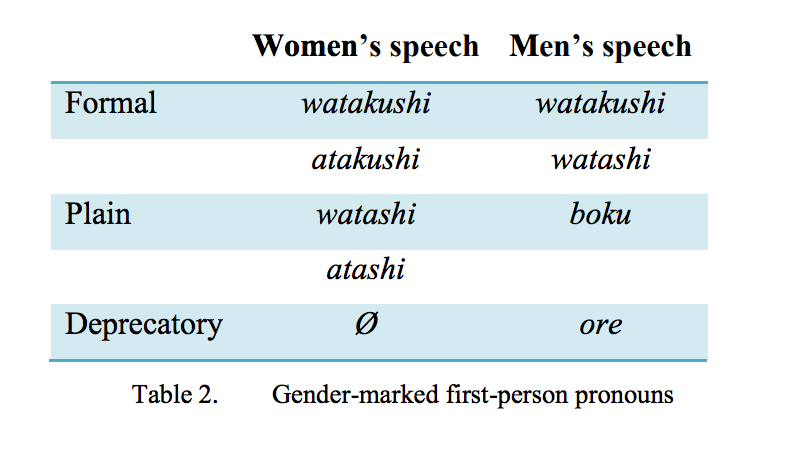 Women’s speech Men’s speech
Formal watakushi watakushi
atakushi watashi
Plain watashi boku
atashi
Deprecatory Ø ore
Table 2. Gender-marked first-person pronouns